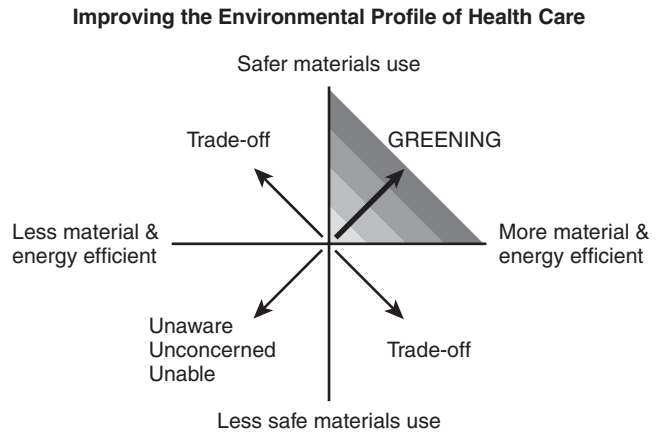 Improving the Environmental Profile of Health Care
Safer materials use
Trade-off
GREENING
Less material &
energy efficient
More material &
energy efficient
Unaware
Unconcerned
Unable
Trade-off
Less safe materials use